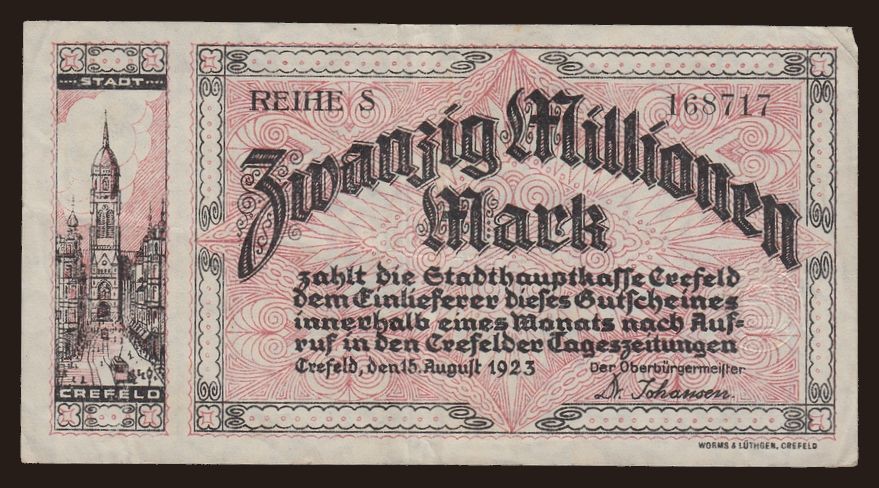 STADT
CREFELD
REIHE S 168717
Zwanzig Millionen
Mark
zahlt die Stadthauptkasse Crefeld
dem Einlieferer dieses Gutscheines
innerhalb eines Monats nach Auf-
ruf in den Crefelder Tageszeitungen
Crefeld, den 15. August 1923 Der Oberbürgermeister
Dr. Johansen.
WORMS & LÜTHGEN, CREFELD